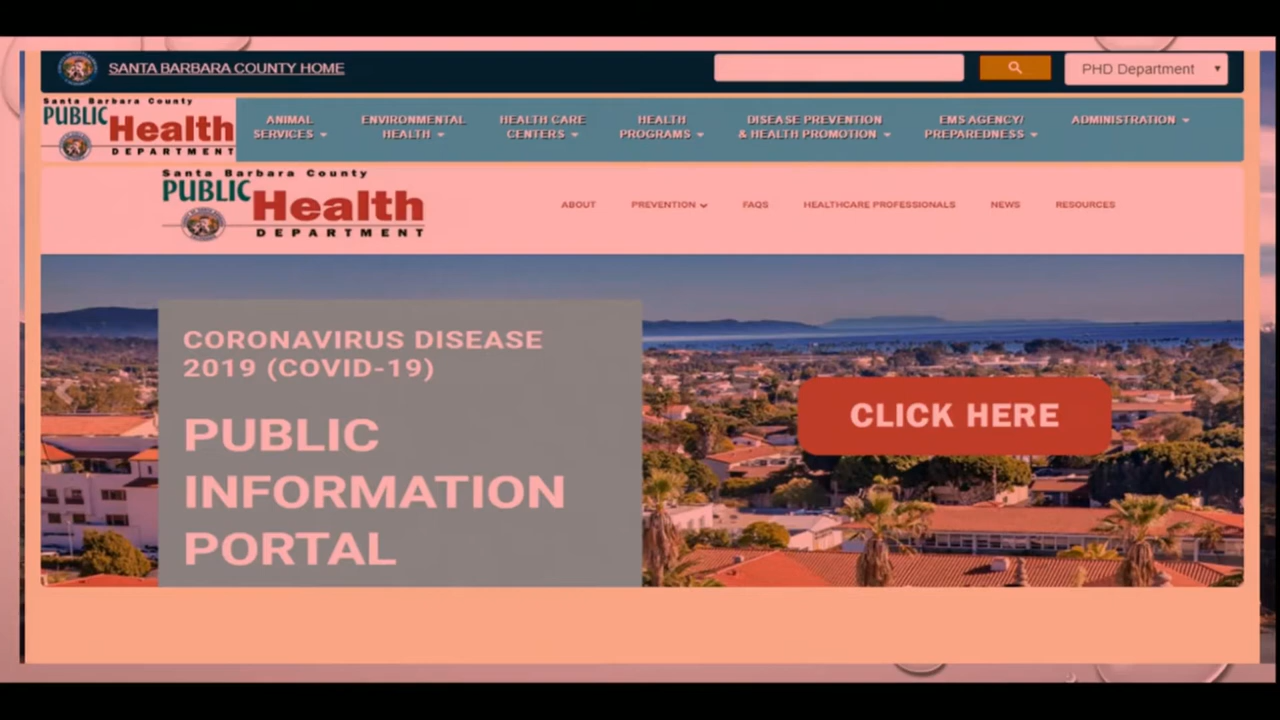 SANTA BARBARA COUNTY HOME
PHD Department
Santa Barbara County
PUBLIC Health
DEPARTMENT
ANIMAL SERVICES
ENVIRONMENTAL HEALTH
HEALTH CARE CENTERS
HEALTH PROGRAMS
DISEASE PREVENTION & HEALTH PROMOTION
EMS AGENCY/ PREPAREDNESS
ADMINISTRATION
Santa Barbara County
PUBLIC Health
DEPARTMENT
ABOUT
PREVENTION
FAQS
HEALTHCARE PROFESSIONALS
NEWS
RESOURCES
CORONAVIRUS DISEASE
2019 (COVID-19)
PUBLIC
INFORMATION
PORTAL
CLICK HERE